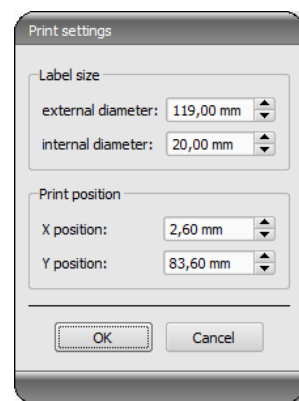 Print settings
Label size
external diameter: 119,00 mm
internal diameter: 20,00 mm
Print position
X position: 2,60 mm
Y position: 83,60 mm
OK Cancel